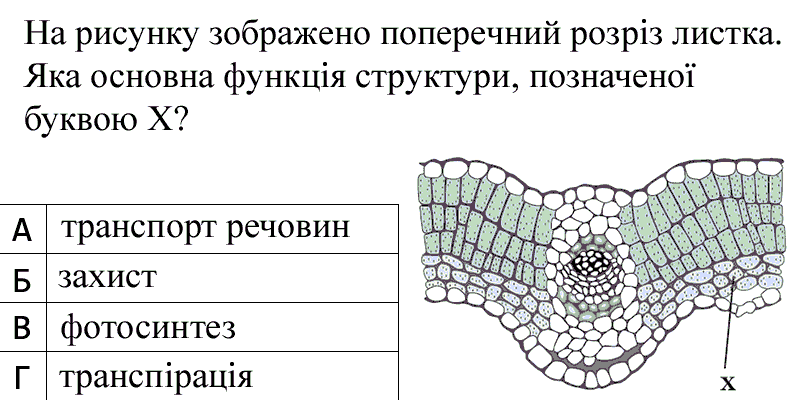 На рисунку зображено поперечний розріз листка.
Яка основна функція структури, позначеної
буквою Х?
А транспорт речовин
Б захист
В фотосинтез
Г транспірація
х